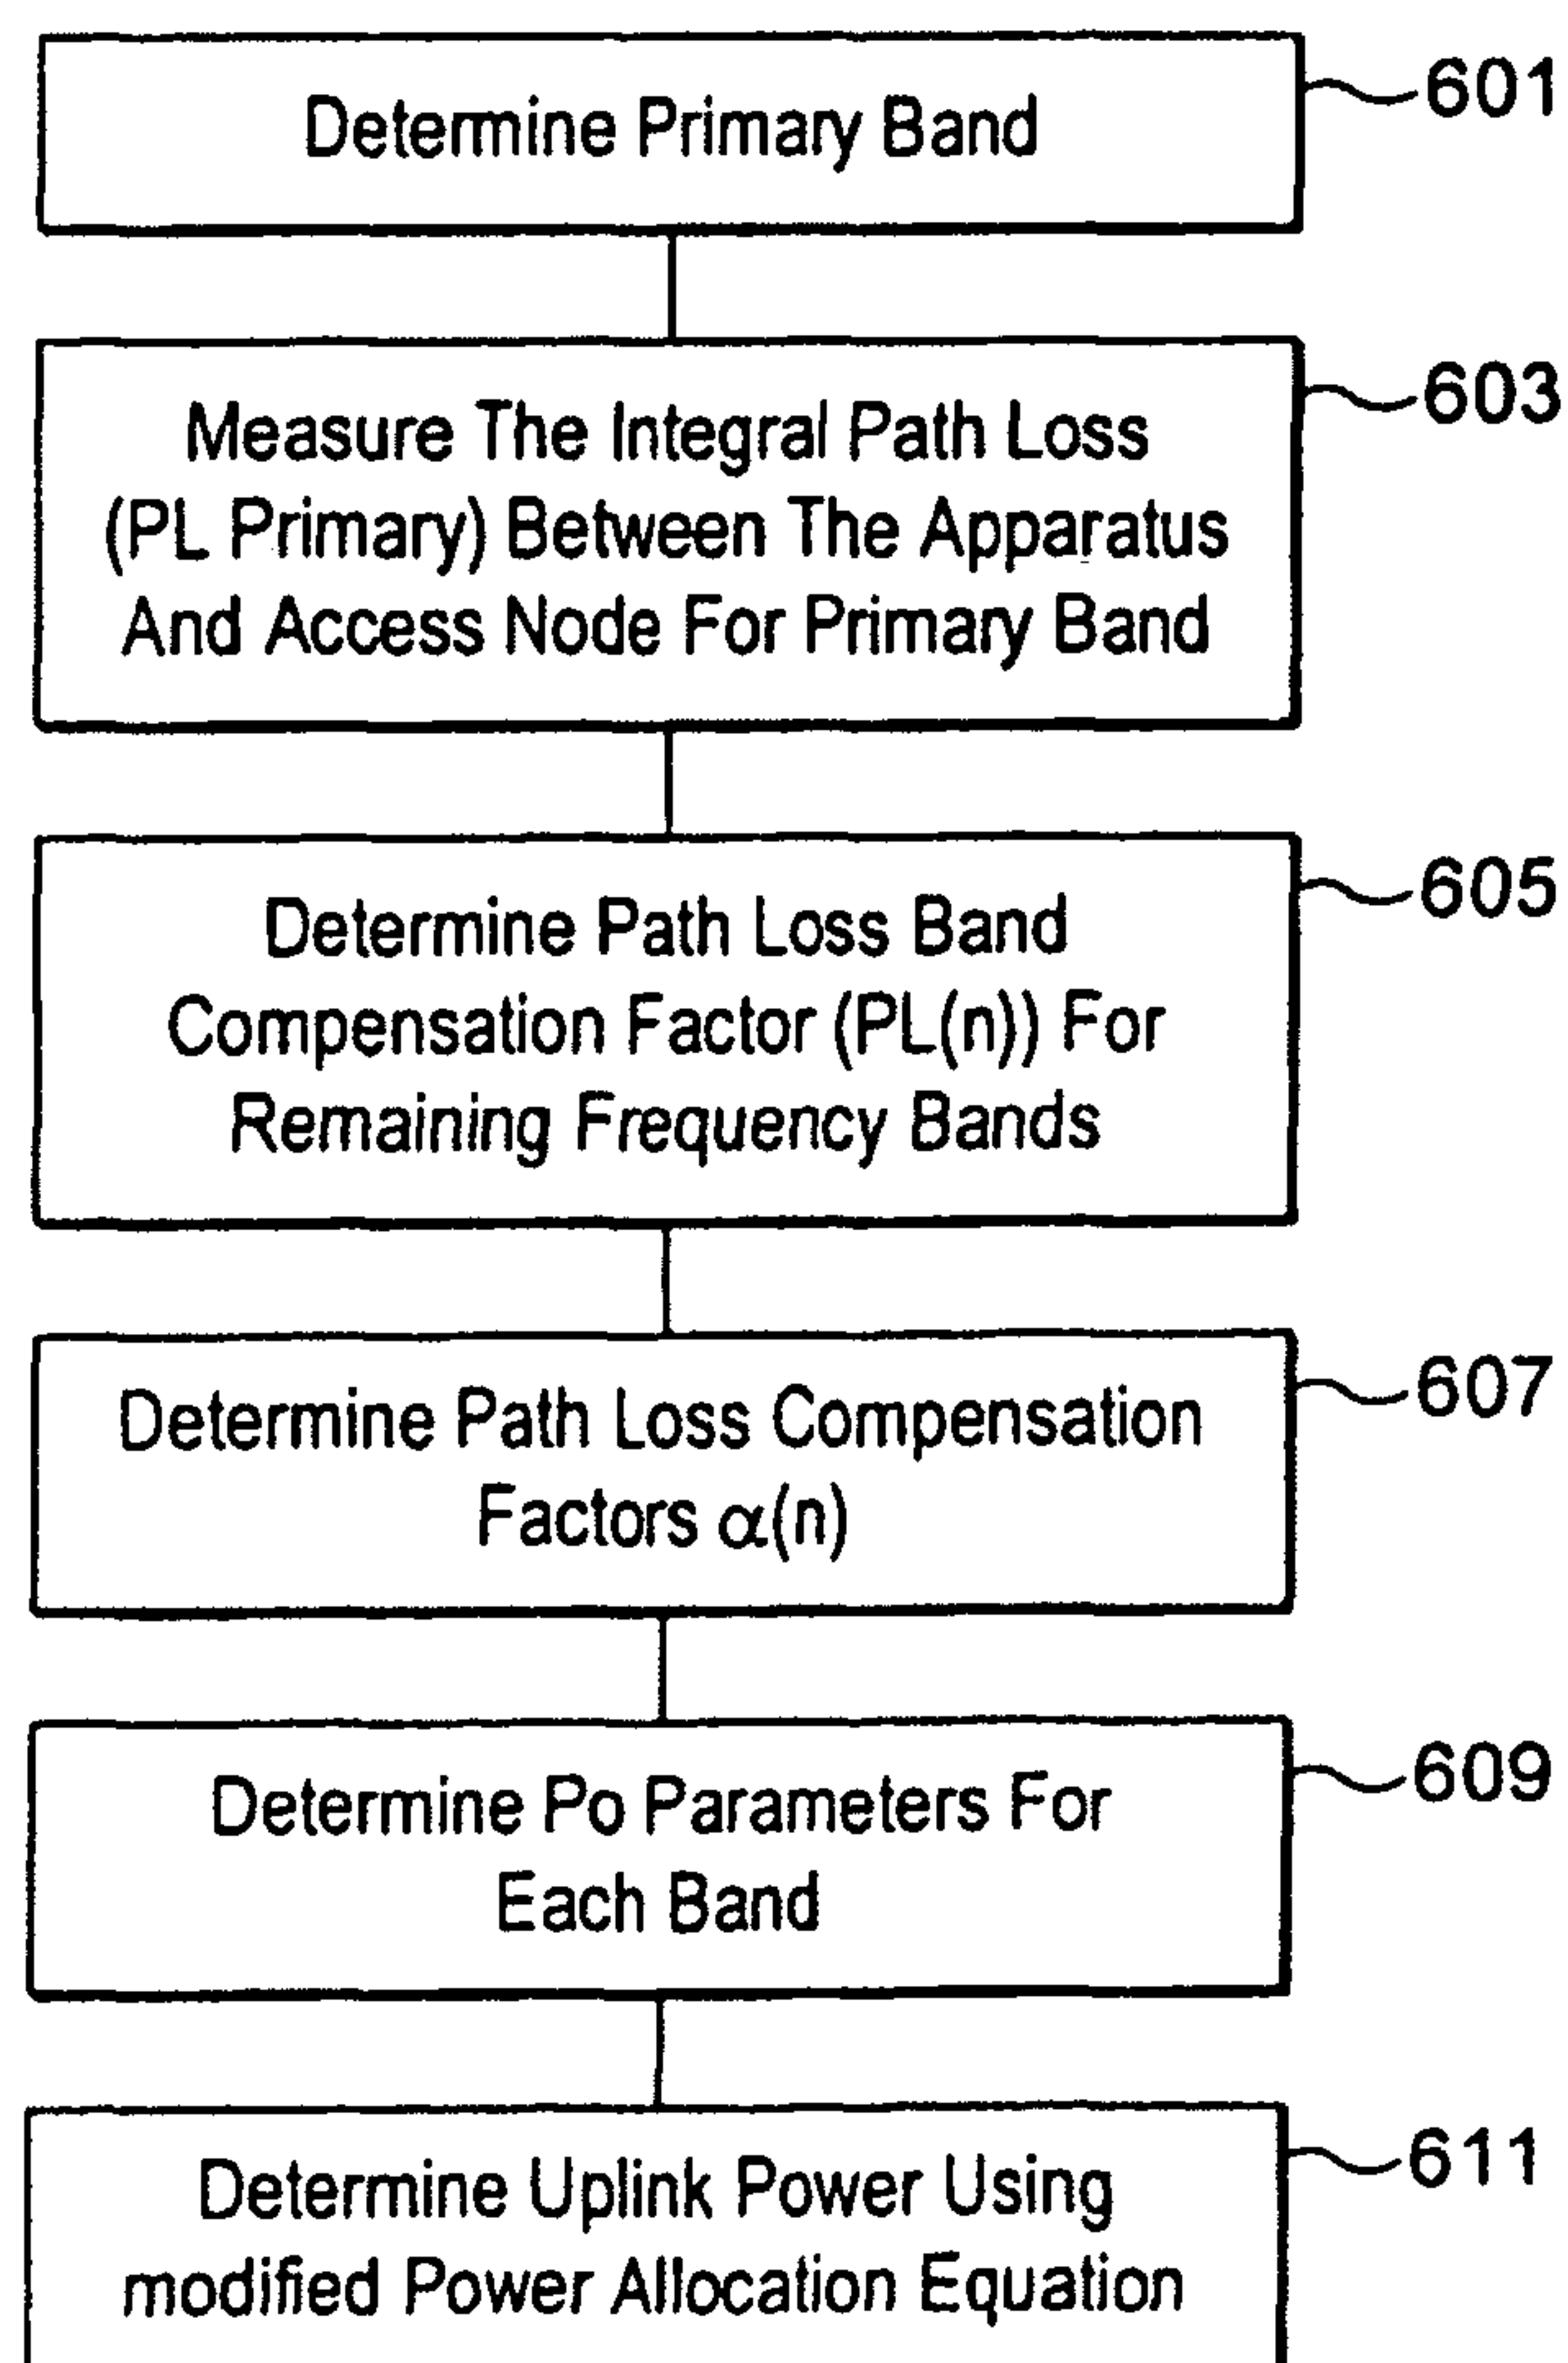 Determine Primary Band
601
Measure The Integral Path Loss
(PL Primary) Between The Apparatus
And Access Node For Primary Band
603
Determine Path Loss Band
Compensation Factor (PL(n)) For
Remaining Frequency Bands
605
Determine Path Loss Compensation
Factors α(n)
607
Determine Po Parameters For
Each Band
609
Determine Uplink Power Using
modified Power Allocation Equation
611